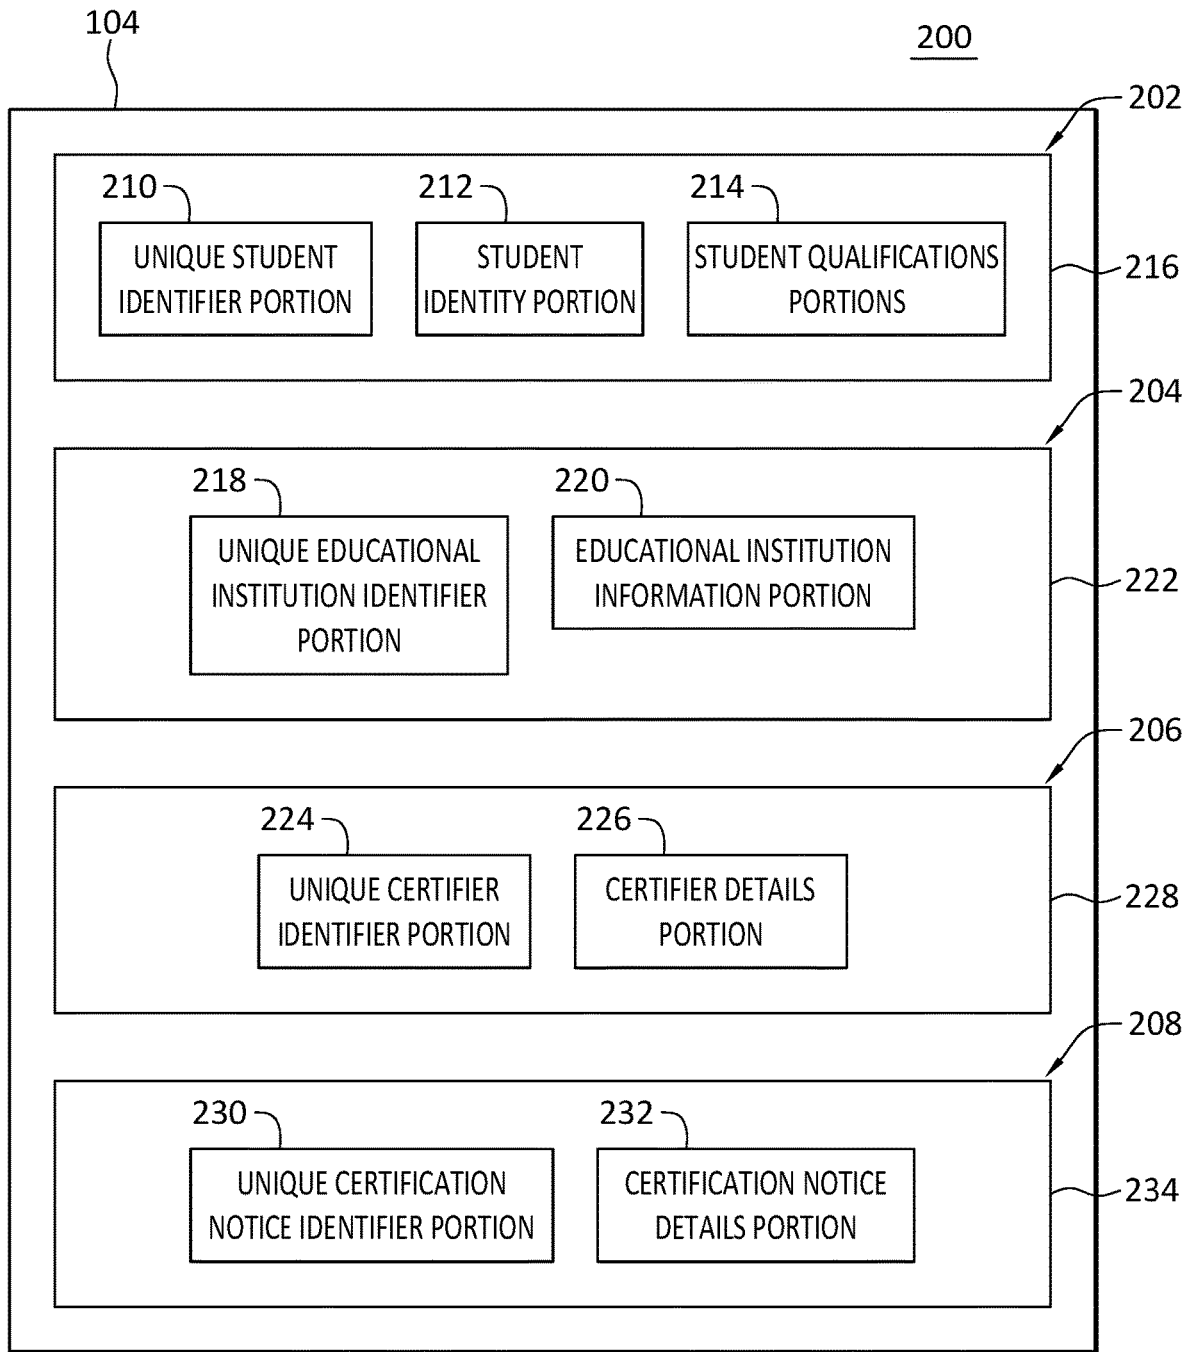 104
200
202
210
212
214
UNIQUE STUDENT
IDENTIFIER PORTION
STUDENT
IDENTITY PORTION
STUDENT QUALIFICATIONS
PORTIONS
216
204
218
220
UNIQUE EDUCATIONAL
INSTITUTION IDENTIFIER
PORTION
EDUCATIONAL INSTITUTION
INFORMATION PORTION
222
206
224
226
UNIQUE CERTIFIER
IDENTIFIER PORTION
CERTIFIER DETAILS
PORTION
228
208
230
232
UNIQUE CERTIFICATION
NOTICE IDENTIFIER PORTION
CERTIFICATION NOTICE
DETAILS PORTION
234